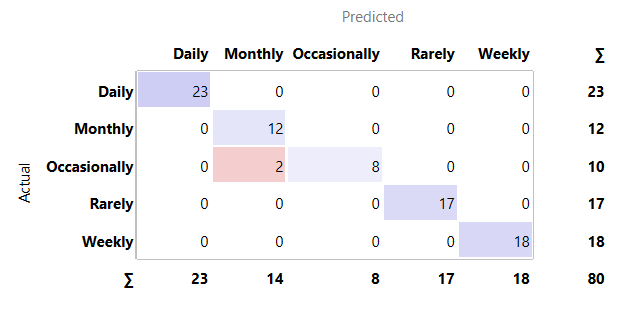 Predicted
Daily Monthly Occasionally Rarely Weekly ∑
Daily 23 0 0 0 0 23
Monthly 0 12 0 0 0 12
Occasionally 0 2 8 0 0 10
Rarely 0 0 0 17 0 17
Weekly 0 0 0 0 18 18
∑ 23 14 8 17 18 80
Actual